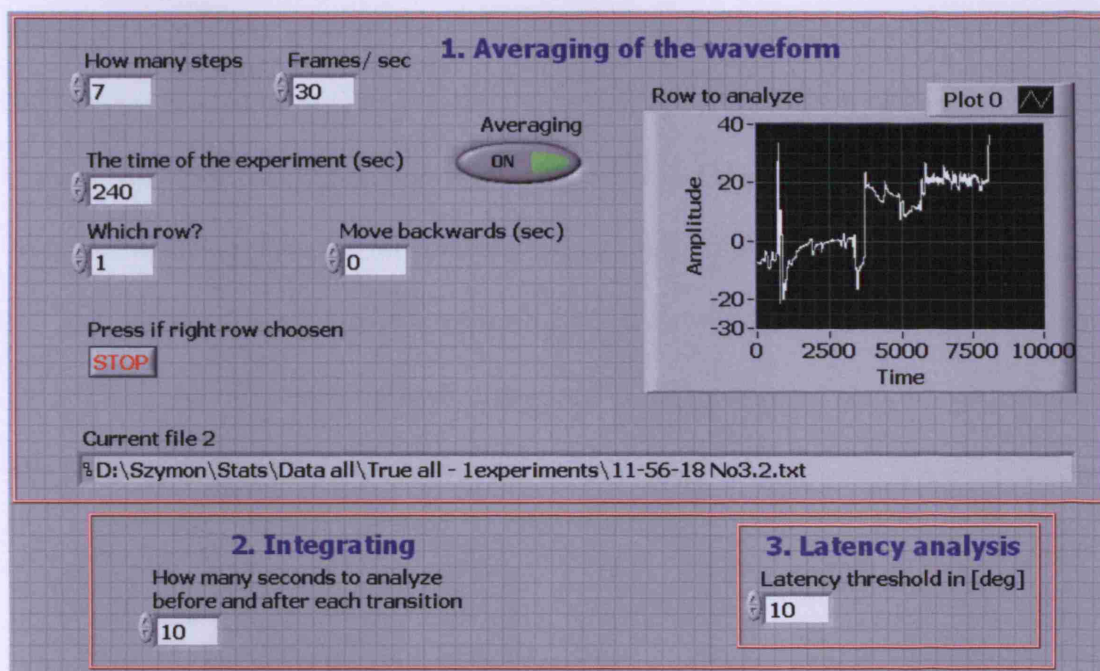 1. Averaging of the waveform
How many steps
7
Frames/ sec
30
Averaging
ON
The time of the experiment (sec)
240
Which row?
1
Move backwards (sec)
0
Press if right row choosen
STOP
Row to analyze
Plot 0
Amplitude
40
20
0
-20
-30
0 2500 5000 7500 10000
Time
Current file 2
D:\Szymon\Stats\Data all\True all - 1experiments\11-56-18 No3.2.txt
2. Integrating
How many seconds to analyze
before and after each transition
10
3. Latency analysis
Latency threshold in [deg]
10